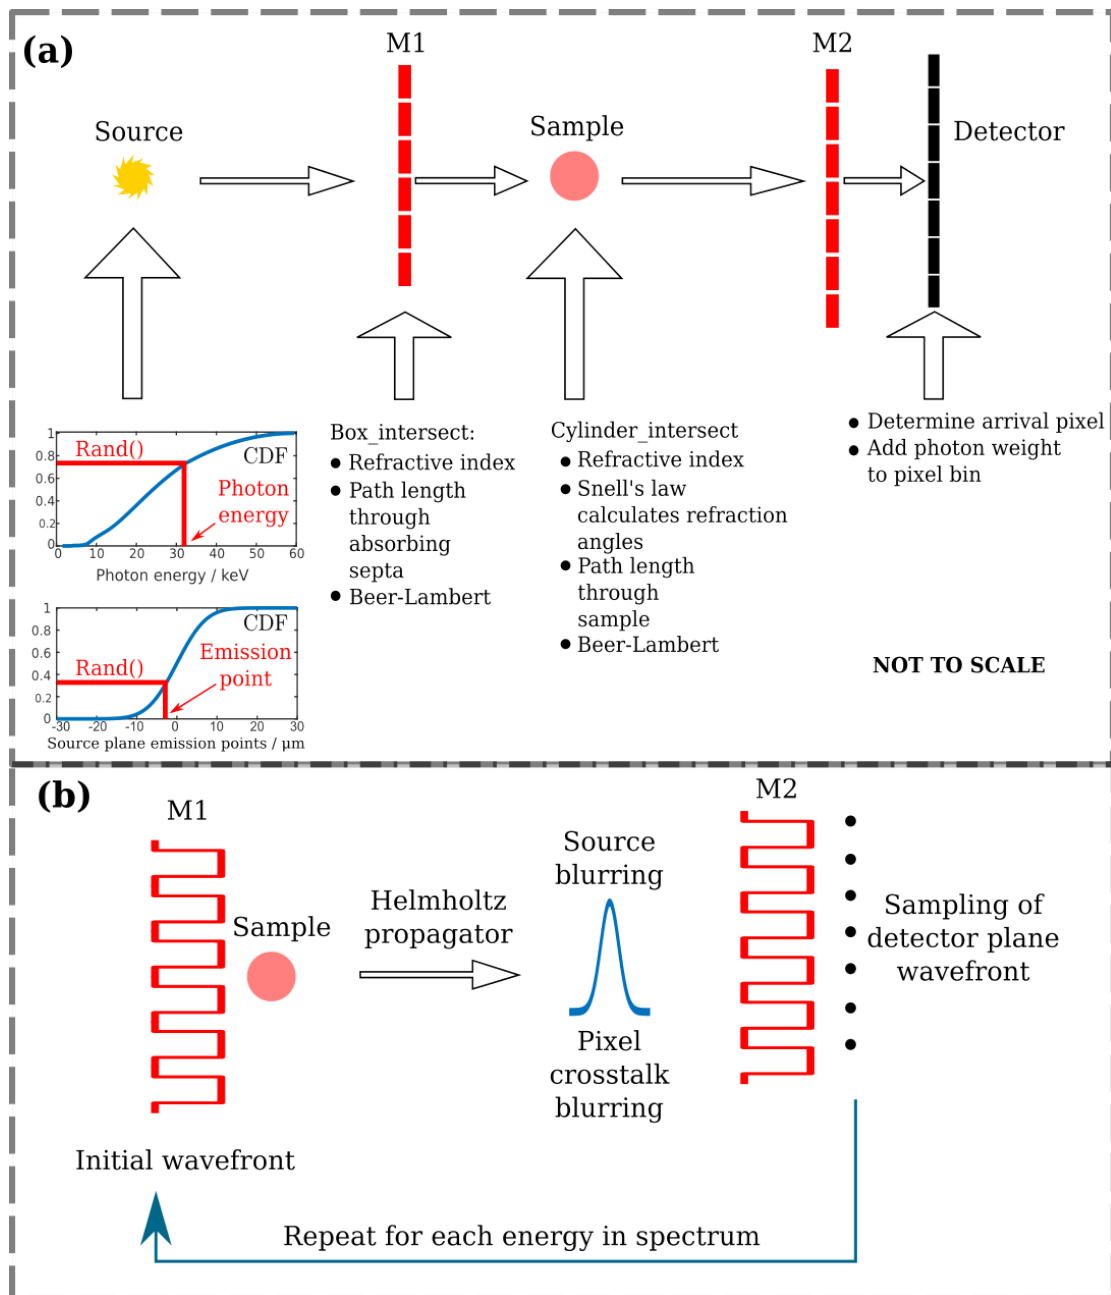 (a)
M1
M2
Source
Sample
Detector
1
0.8
0.6
0.4
0.2
0
Rand()
CDF
Photon
energy
0 10 20 30 40 50 60
Photon energy / keV
1
0.8
0.6
0.4
0.2
0
CDF
Rand()
Emission
point
-30 -20 -10 0 10 20 30
Source plane emission points / μm
Box_intersect:
● Refractive index
● Path length
through
absorbing
septa
● Beer-Lambert
Cylinder_intersect
● Refractive index
● Snell's law
calculates refraction
angles
● Path length
through
sample
● Beer-Lambert
● Determine arrival pixel
● Add photon weight
to pixel bin
NOT TO SCALE
(b)
M1
Sample
Helmholtz
propagator
Source
blurring
Pixel
crosstalk
blurring
M2
Sampling of
detector plane
wavefront
Initial wavefront
Repeat for each energy in spectrum